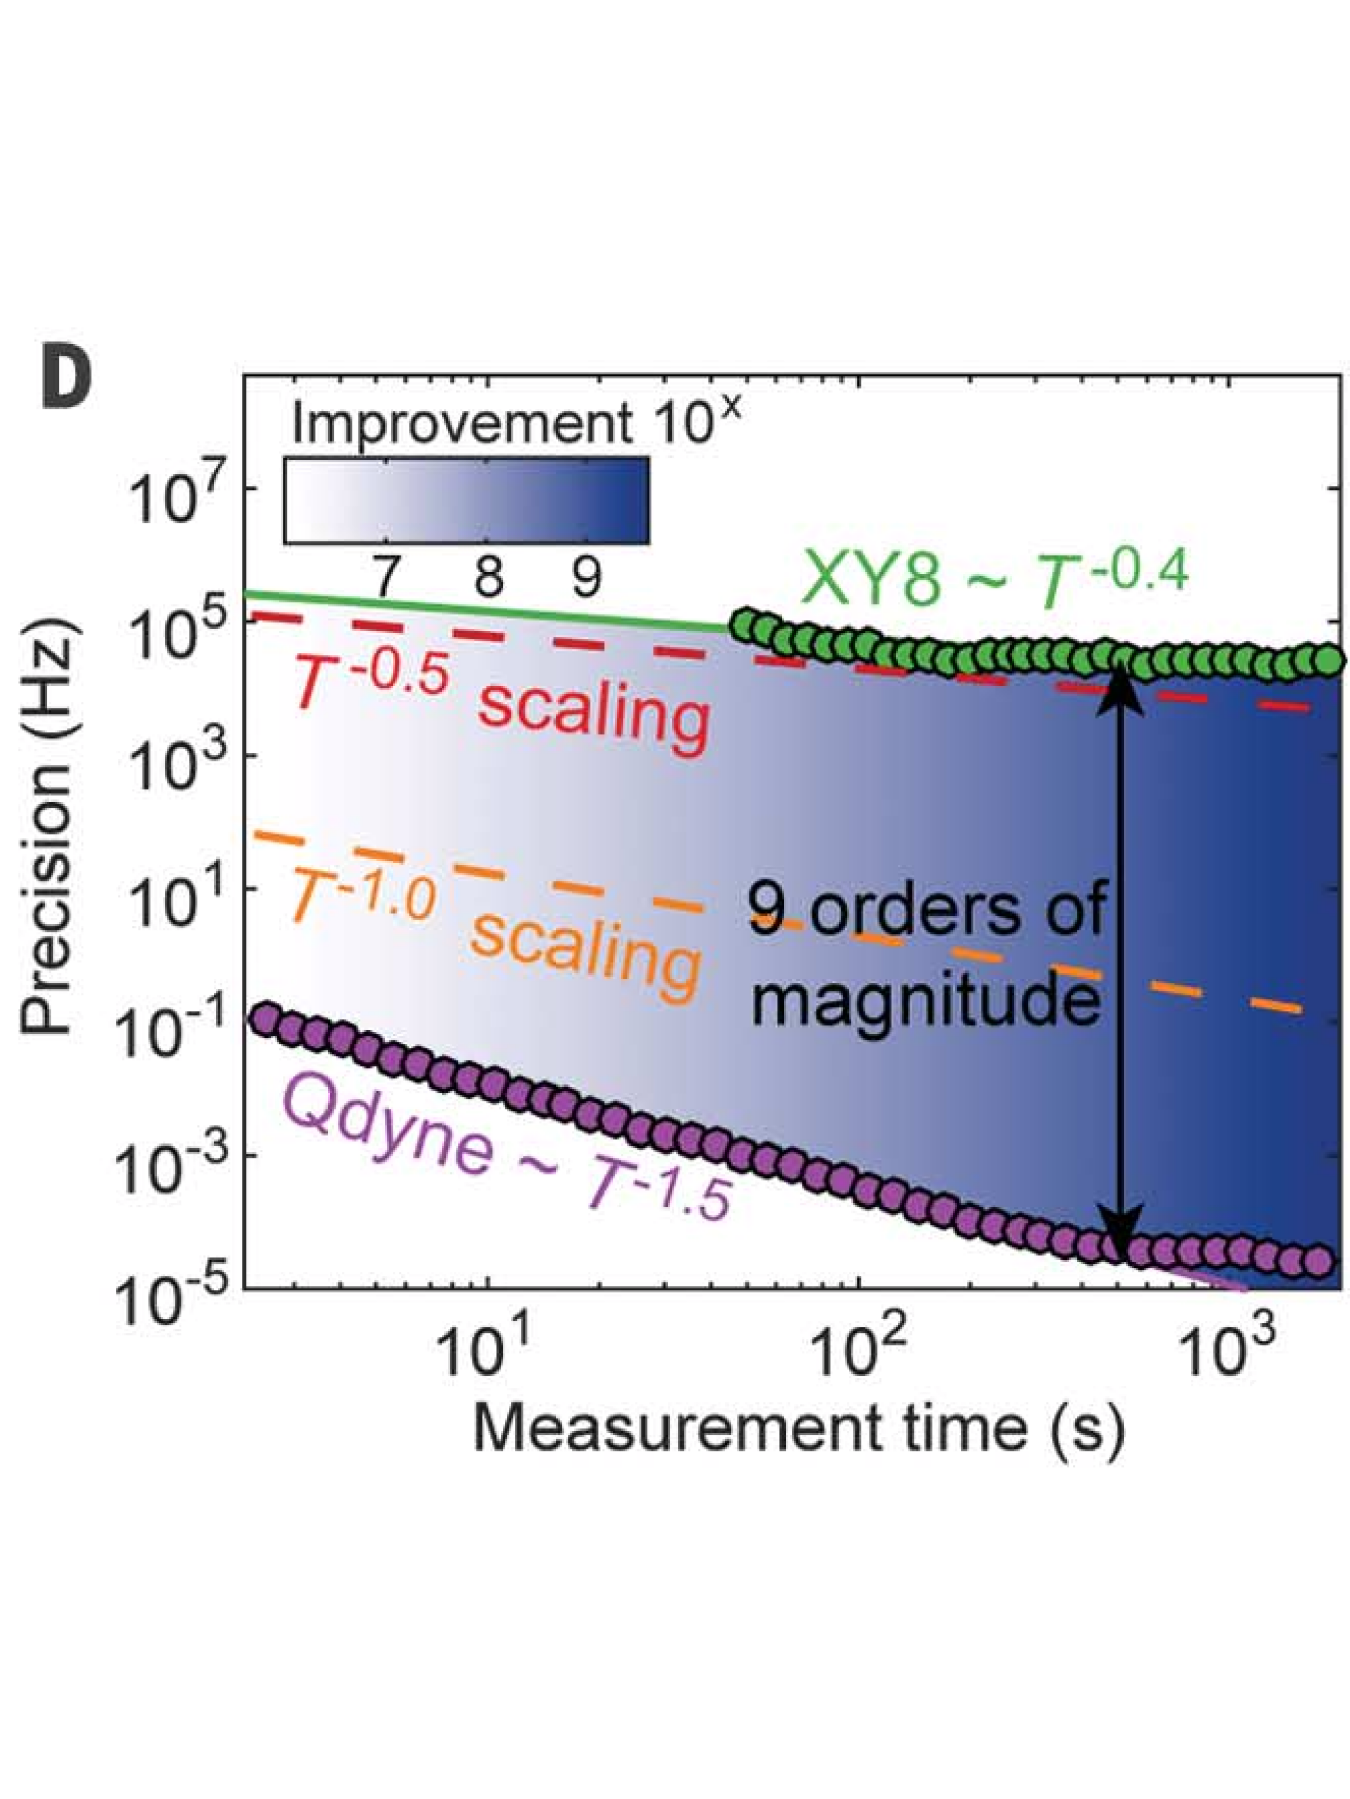 D
Improvement 10^x
7 8 9
10^7
10^5
10^3
10^1
10^-1
10^-3
10^-5
Precision (Hz)
XY8 ~ T^-0.4
T^-0.5 scaling
T^-1.0 scaling
9 orders of
magnitude
Qdyne ~ T^-1.5
10^1 10^2 10^3
Measurement time (s)